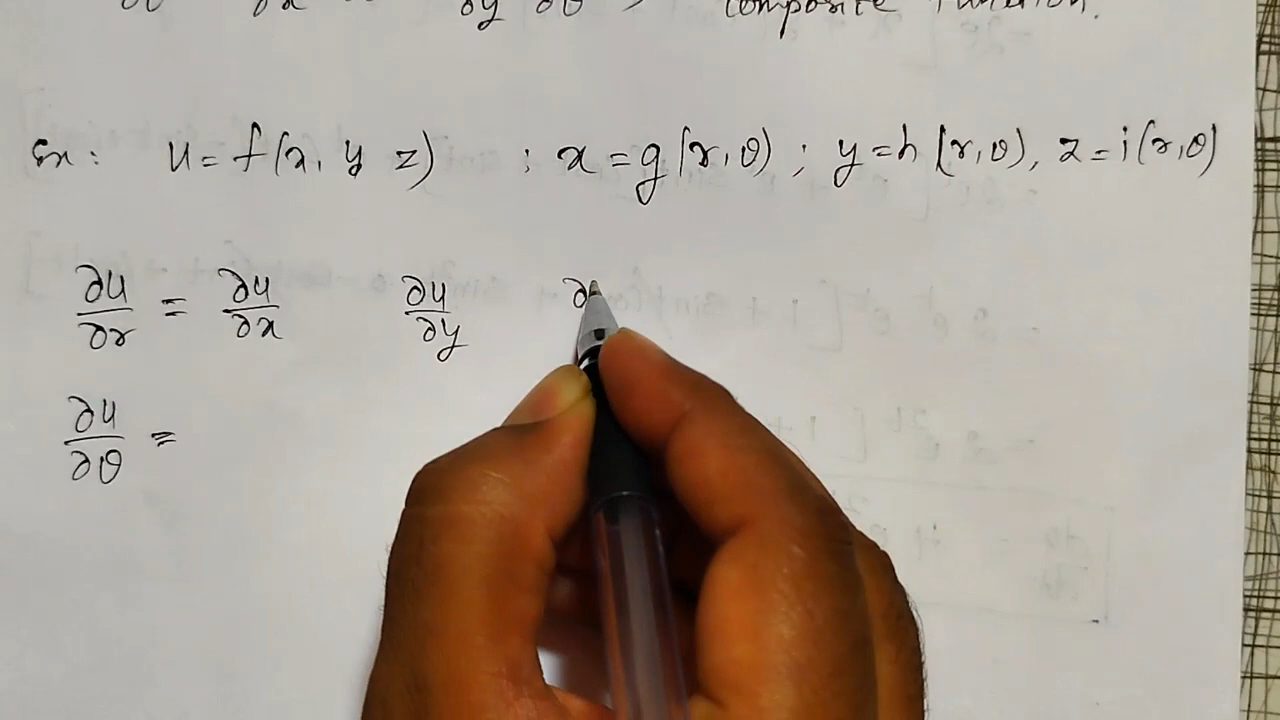 composite function.
Ex: u = f(x, y z) ; x = g(r, θ) ; y = h(r, θ), z = i(r, θ)
∂u/∂r = ∂u/∂x ∂u/∂y ∂
∂u/∂θ =